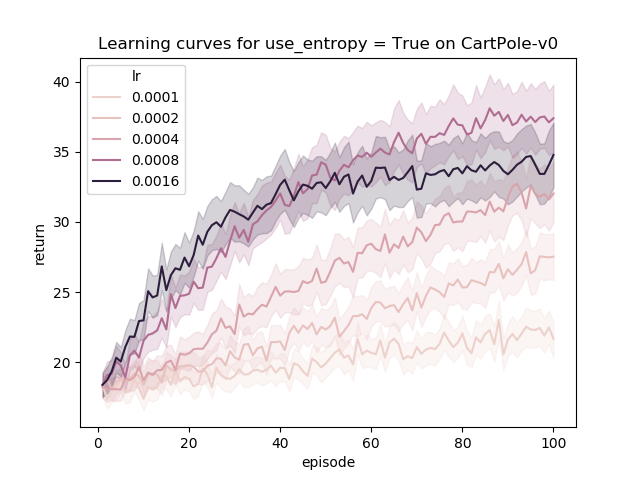 Learning curves for use_entropy = True on CartPole-v0
lr
0.0001
0.0002
0.0004
0.0008
0.0016
40
35
30
25
20
return
0 20 40 60 80 100
episode